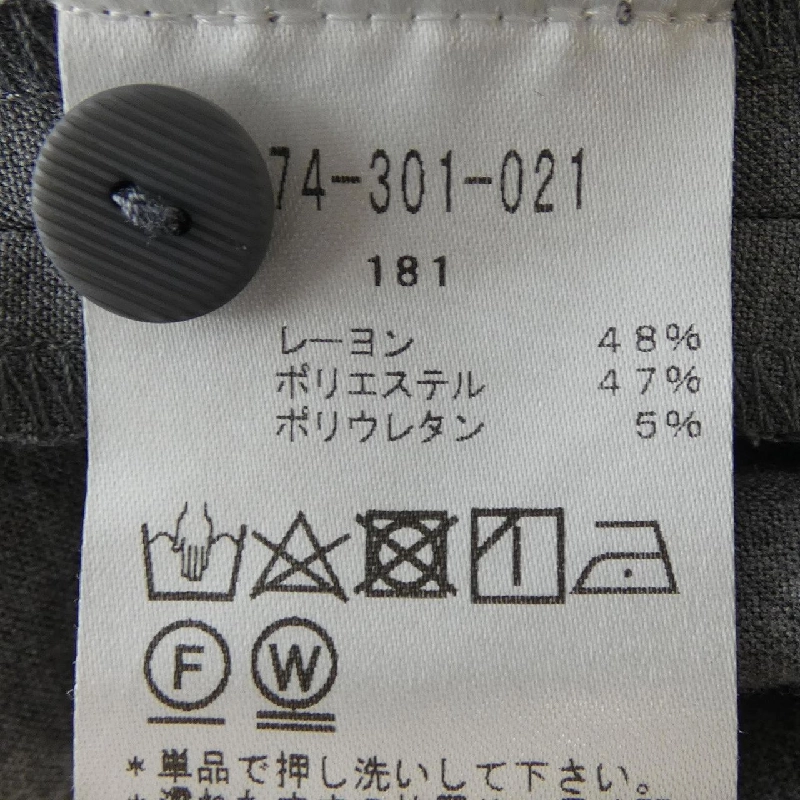 74-301-021
181
レーヨン 48%
ポリエステル 47%
ポリウレタン 5%
F W
*単品で押し洗いして下さい。